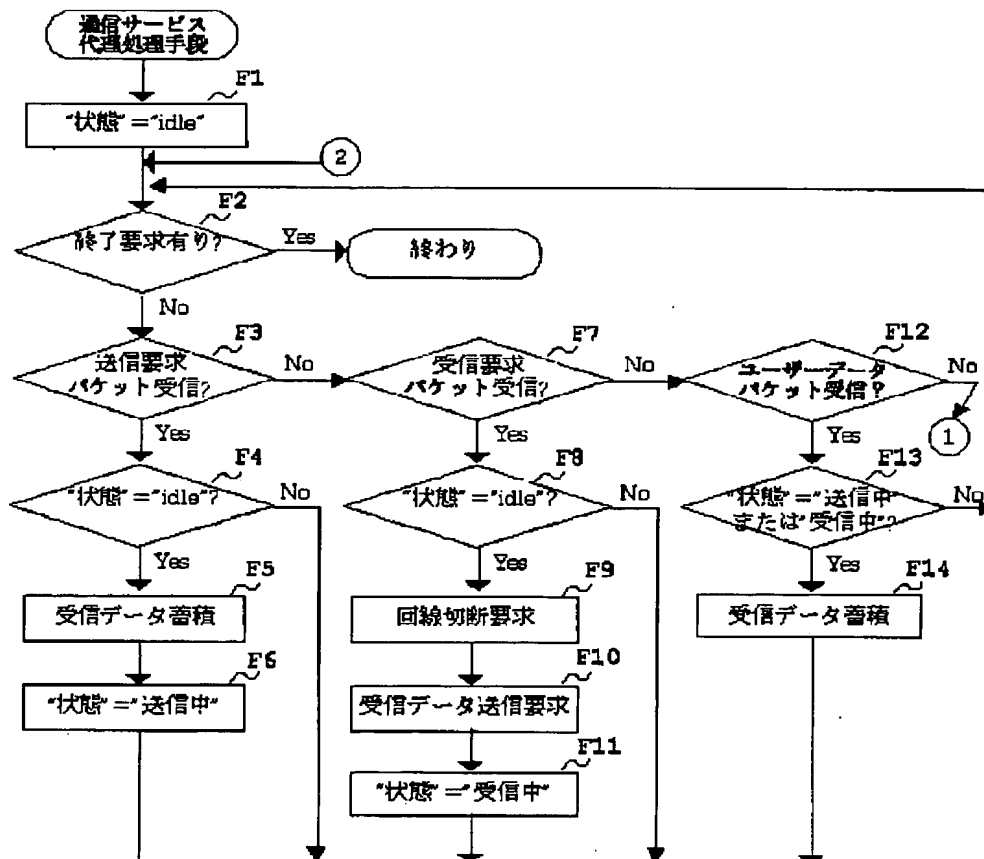 通信サービス
代理処理手段
F1
"状態"="idle"
2
F2
終了要求有り?
Yes
終わり
No
F3
送信要求
パケット受信?
No
F7
受信要求
パケット受信?
No
F12
ユーザーデータ
パケット受信?
No
1
Yes
Yes
Yes
F4
"状態"="idle"?
No
F8
"状態"="idle"?
No
F13
"状態"="送信中"
または"受信中"?
No
Yes
Yes
Yes
F5
受信データ蓄積
F9
回線切断要求
F14
受信データ蓄積
F6
"状態"="送信中"
F10
受信データ送信要求
F11
"状態"="受信中"